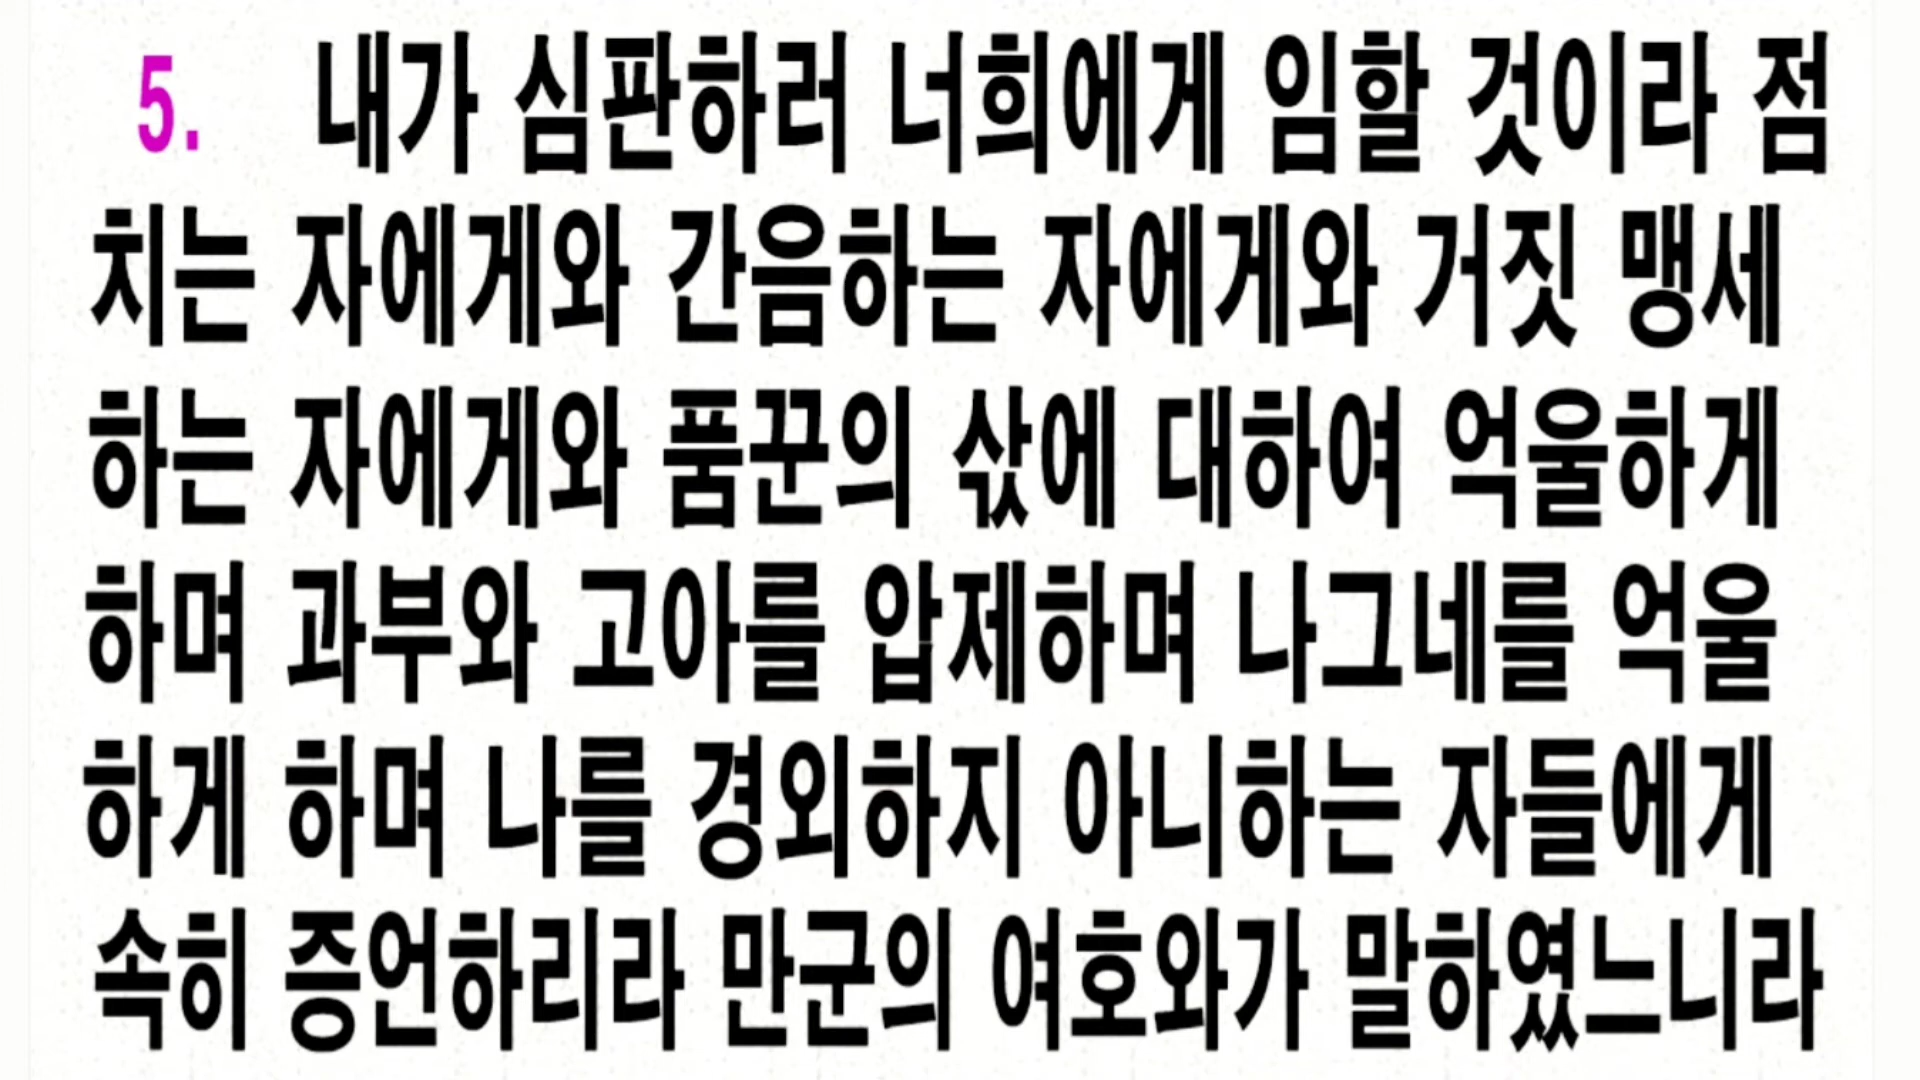 5. 내가 심판하러 너희에게 임할 것이라 점
치는 자에게와 간음하는 자에게와 거짓 맹세
하는 자에게와 품꾼의 삯에 대하여 억울하게
하며 과부와 고아를 압제하며 나그네를 억울
하게 하며 나를 경외하지 아니하는 자들에게
속히 증언하리라 만군의 여호와가 말하였느니라